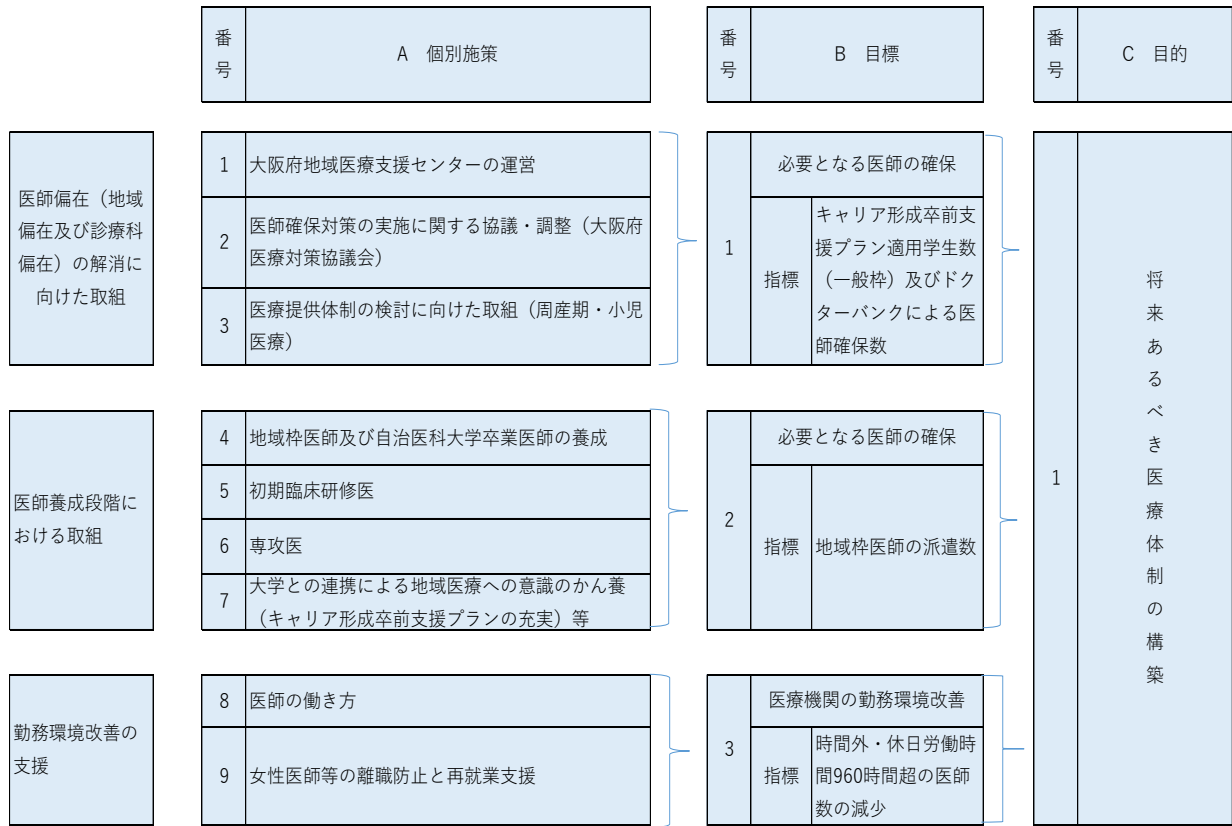 番
号
A 個別施策
番
号
B 目標
番
号
C 目的
医師偏在（地域
偏在及び診療科
偏在）の解消に
向けた取組
1
大阪府地域医療支援センターの運営
2
医師確保対策の実施に関する協議・調整（大阪府
医療対策協議会）
3
医療提供体制の検討に向けた取組（周産期・小児
医療）
1
必要となる医師の確保
指標
キャリア形成卒前支
援プラン適用学生数
（一般枠）及びドク
ターバンクによる医
師確保数
医師養成段階に
おける取組
4
地域枠医師及び自治医科大学卒業医師の養成
5
初期臨床研修医
6
専攻医
7
大学との連携による地域医療への意識のかん養
（キャリア形成卒前支援プランの充実）等
2
必要となる医師の確保
指標
地域枠医師の派遣数
勤務環境改善の
支援
8
医師の働き方
9
女性医師等の離職防止と再就業支援
3
医療機関の勤務環境改善
指標
時間外・休日労働時
間960時間超の医師
数の減少
1
将来あるべき医療体制の構築